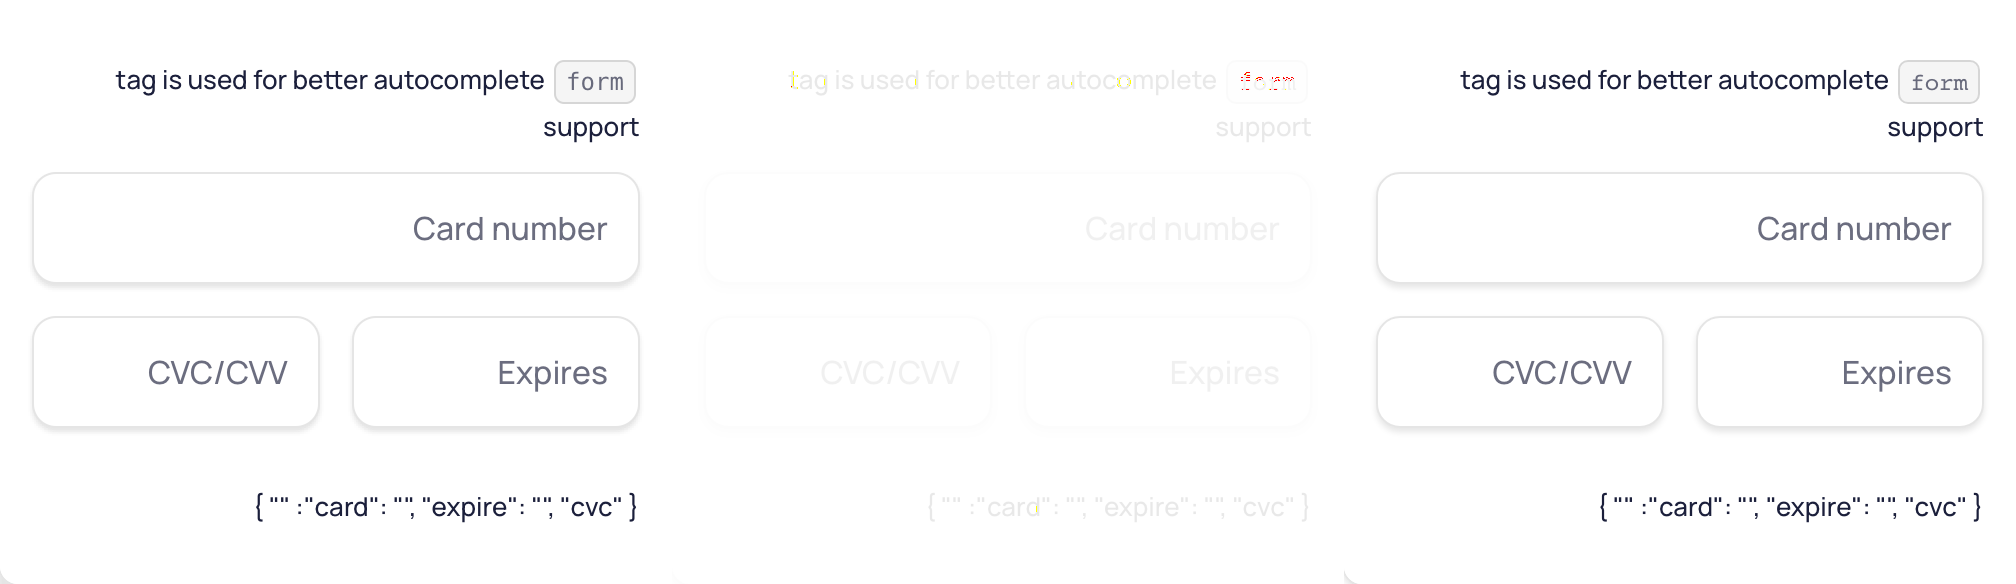 tag is used for better autocomplete form
support
Card number
CVC/CVV Expires
{ "" :"card": "", "expire": "", "cvc" }
tag is used for better autocomplete form
support
Card number
CVC/CVV Expires
{ "" :"card": "", "expire": "", "cvc" }
tag is used for better autocomplete form
support
Card number
CVC/CVV Expires
{ "" :"card": "", "expire": "", "cvc" }